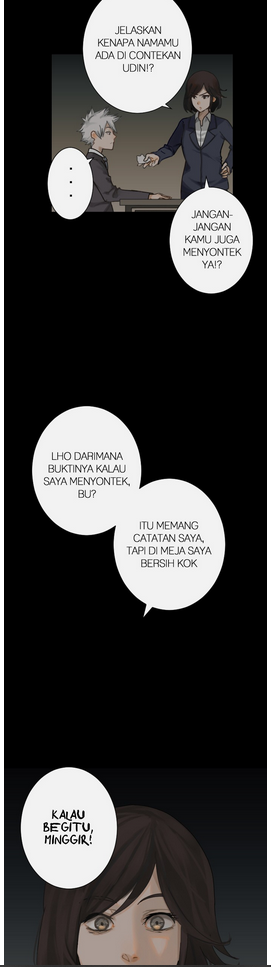 JELASKAN
KENAPA NAMAMU
ADA DI CONTEKAN
UDIN!?
. . .
JANGAN-
JANGAN
KAMU JUGA
MENYONTEK
YA!?
LHO DARIMANA
BUKTINYA KALAU
SAYA MENYONTEK,
BU?
ITU MEMANG
CATATAN SAYA,
TAPI DI MEJA SAYA
BERSIH KOK
KALAU
BEGITU,
MINGGIR!